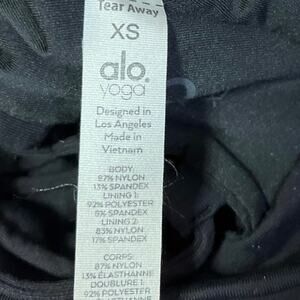 Tear Away
XS
alo.
yoga
Designed in
Los Angeles
Made in
Vietnam
BODY:
87% NYLON
13% SPANDEX
LINING 1:
92% POLYESTER
8% SPANDEX
LINING 2:
83% NYLON
17% SPANDEX
CORPS:
87% NYLON
13% ÉLASTHANNE
DOUBLURE 1:
92% POLYESTER
ÉLASTHANNE